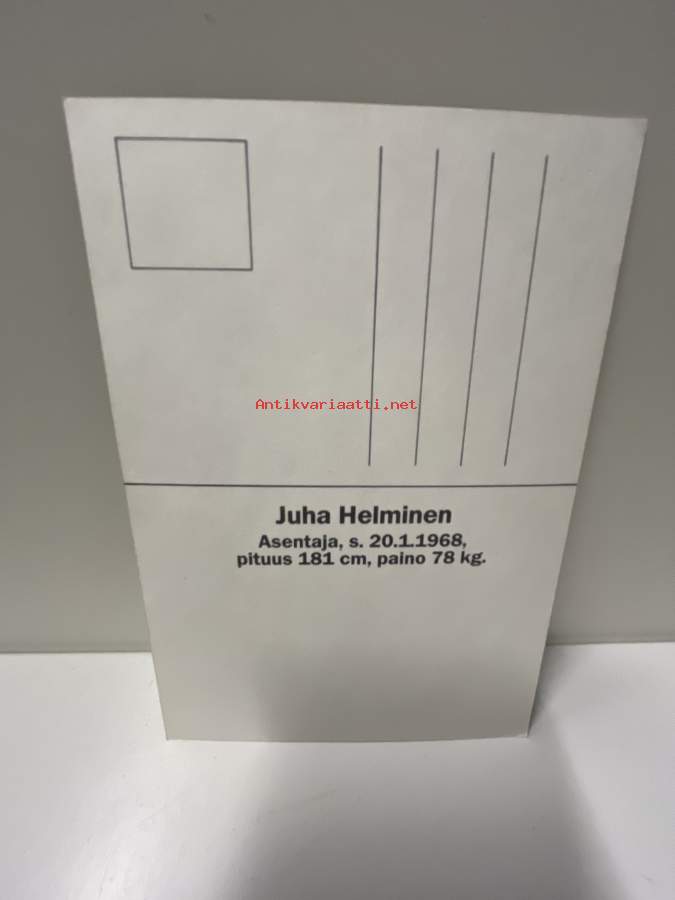 Antikvariaatti.net
Juha Helminen
Asentaja, s. 20.1.1968,
pituus 181 cm, paino 78 kg.